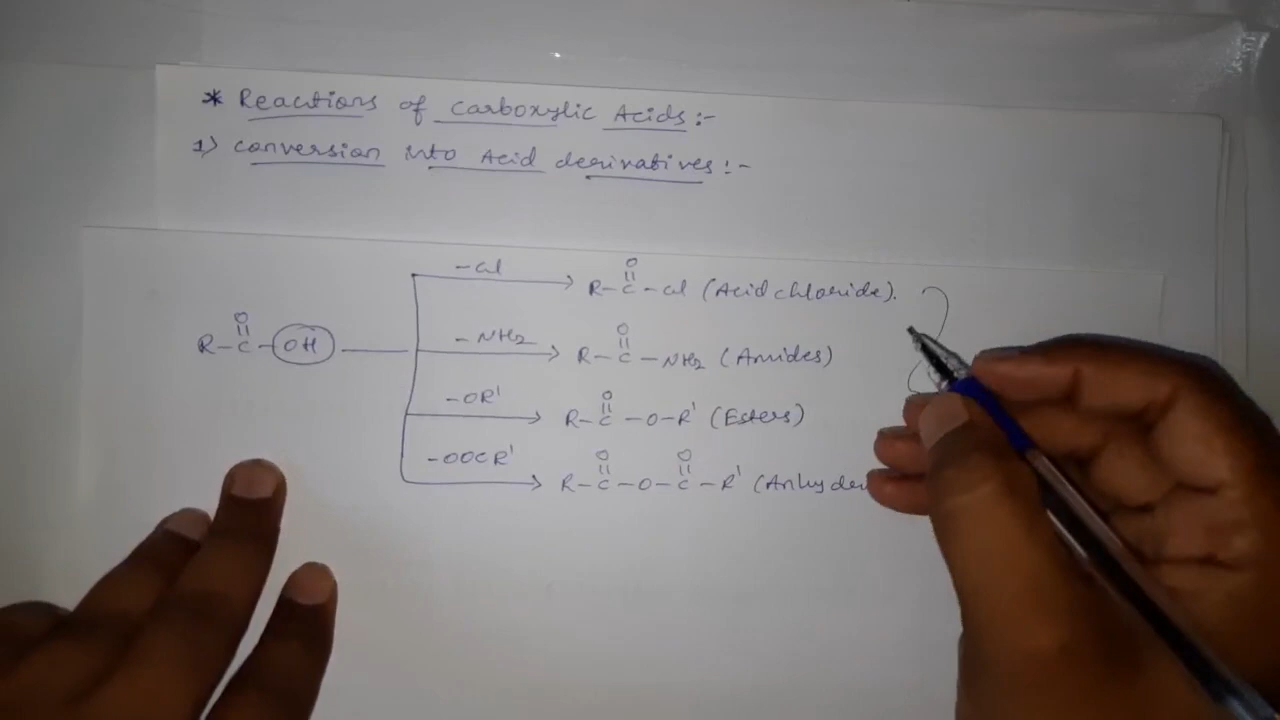 * Reactions of Carboxylic Acids:-
1) Conversion into Acid derivatives:-
O
R-C-OH
-Cl
O
R-C-Cl (Acid chloride).
-NH2
O
R-C-NH2 (Amides)
-OR'
O
R-C-O-R' (Esters)
-OOCR'
O O
R-C-O-C-R'